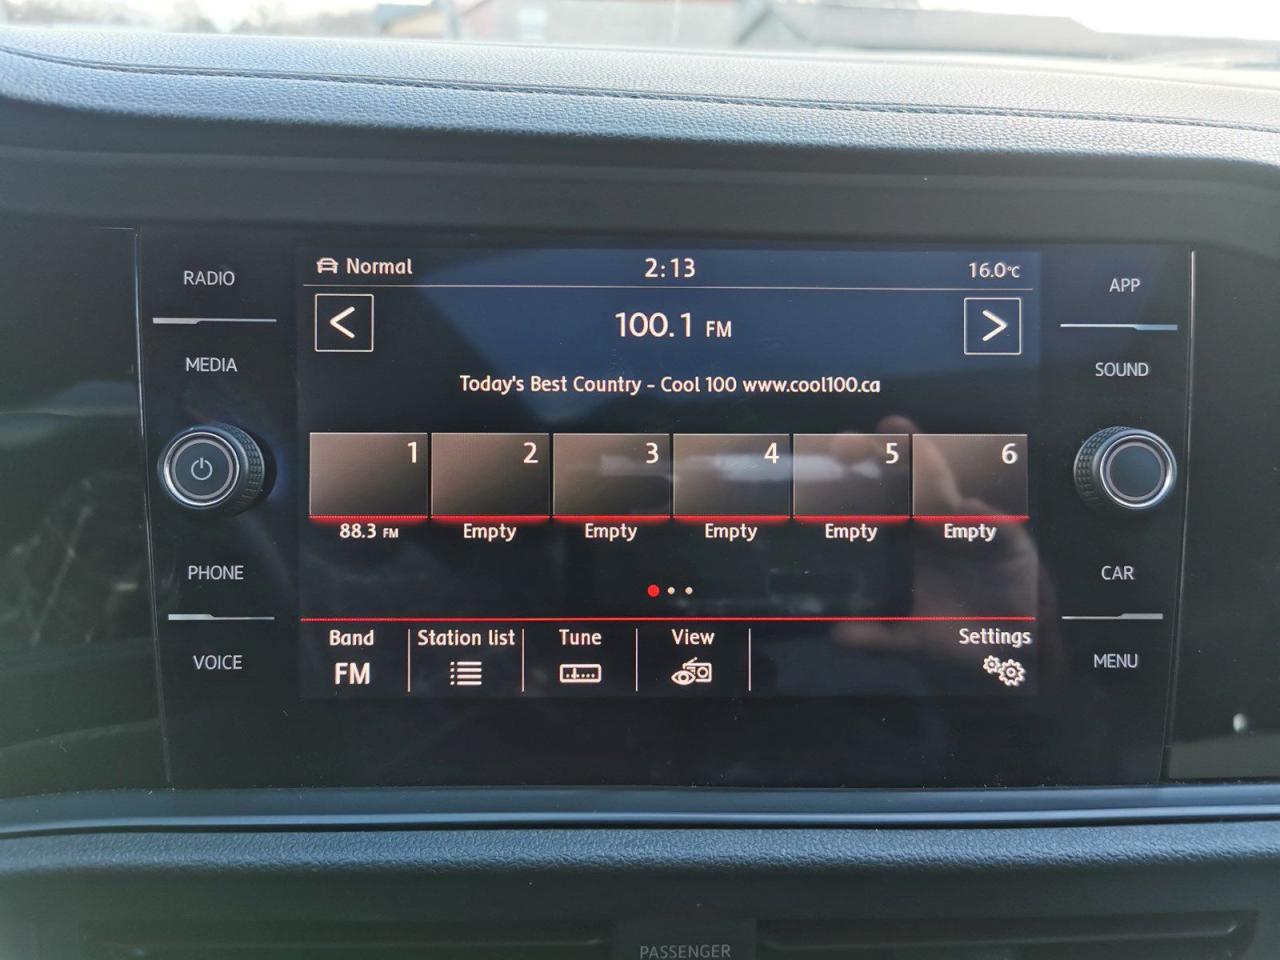 RADIO
MEDIA
PHONE
VOICE
Normal 2:13 16.0°C
< 100.1 FM >
Today's Best Country - Cool 100 www.cool100.ca
1 2 3 4 5 6
88.3 FM Empty Empty Empty Empty Empty
Band Station list Tune View Settings
FM
APP
SOUND
CAR
MENU
PASSENGER